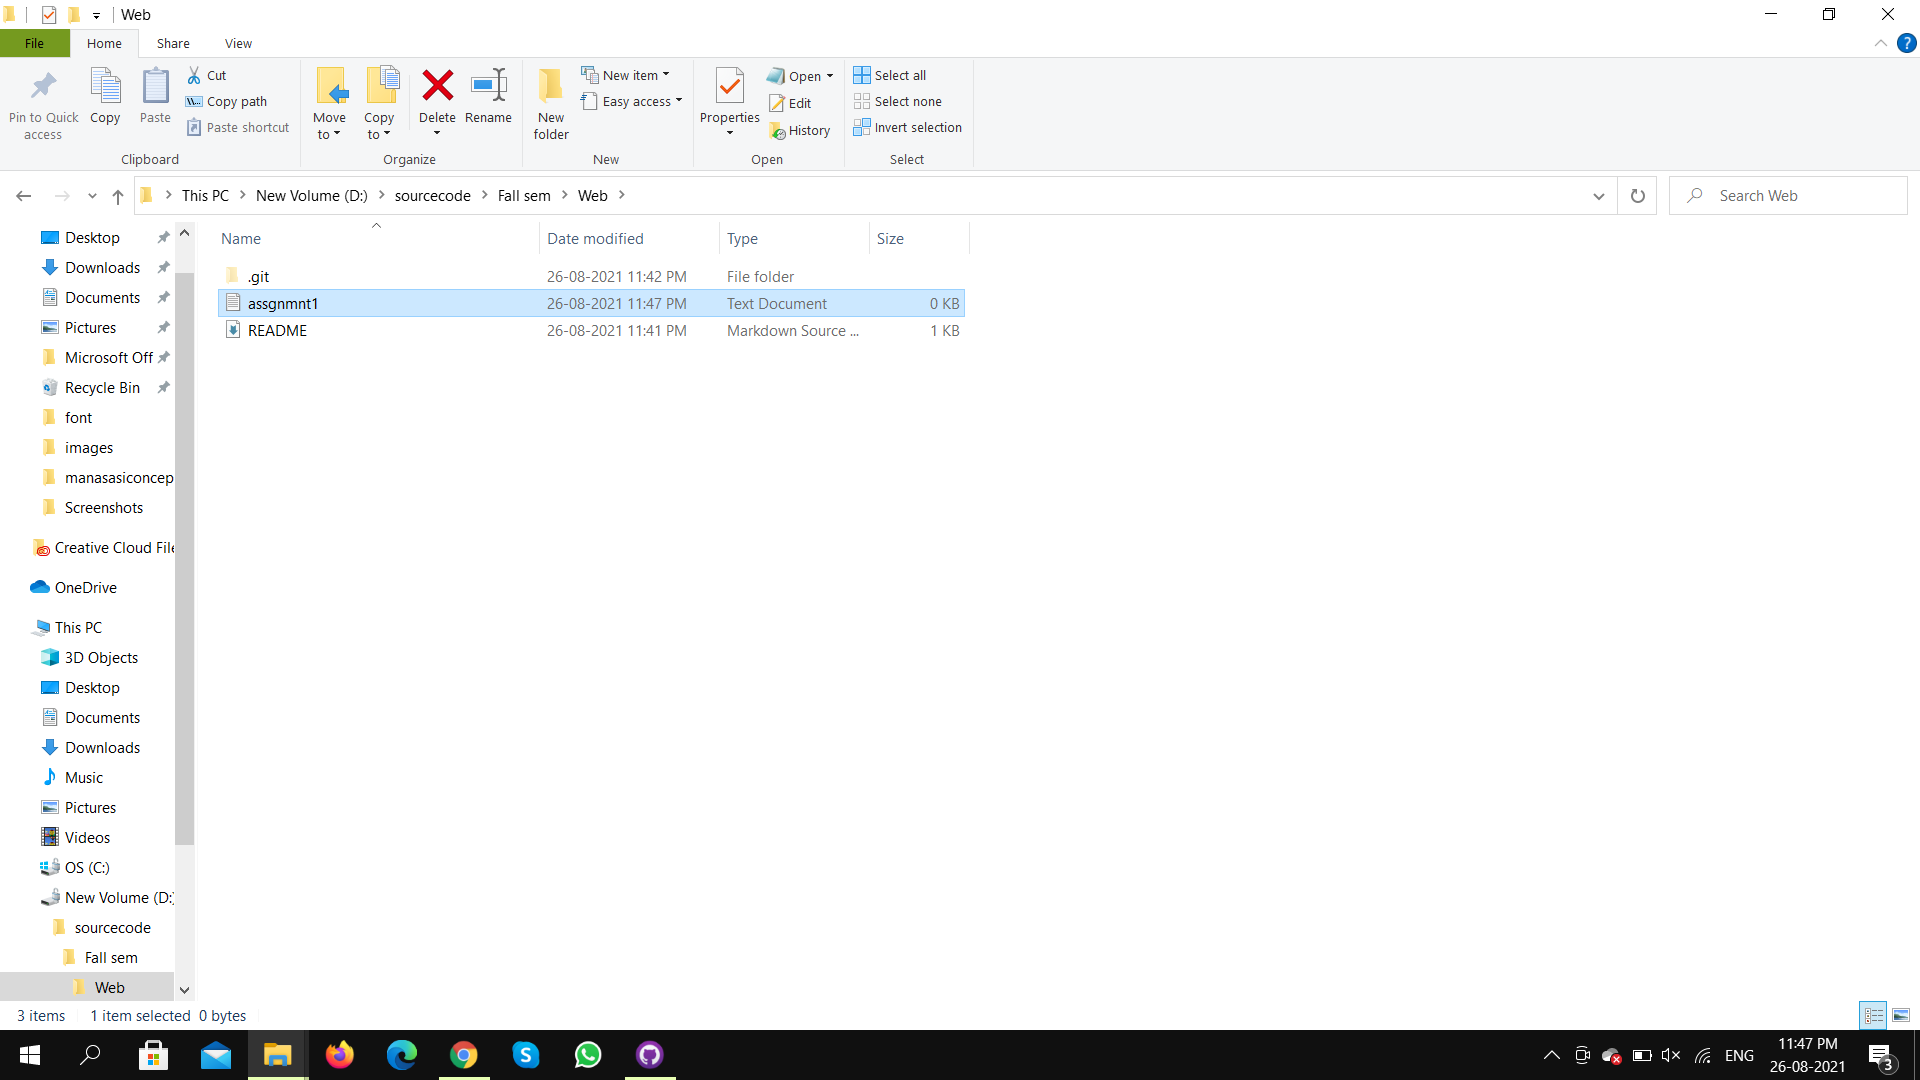 Web
File Home Share View
Pin to Quick access
Copy
Paste
Cut
Copy path
Paste shortcut
Clipboard
Move to
Copy to
Delete
Rename
Organize
New folder
New item
Easy access
New
Properties
Open
Edit
History
Open
Select all
Select none
Invert selection
Select
This PC > New Volume (D:) > sourcecode > Fall sem > Web >
Search Web
Name Date modified Type Size
.git 26-08-2021 11:42 PM File folder
assgnmnt1 26-08-2021 11:47 PM Text Document 0 KB
README 26-08-2021 11:41 PM Markdown Source ... 1 KB
Desktop
Downloads
Documents
Pictures
Microsoft Off
Recycle Bin
font
images
manasasiconcep
Screenshots
Creative Cloud File
OneDrive
This PC
3D Objects
Desktop
Documents
Downloads
Music
Pictures
Videos
OS (C:)
New Volume (D:)
sourcecode
Fall sem
Web
3 items 1 item selected 0 bytes
ENG
11:47 PM
26-08-2021
3